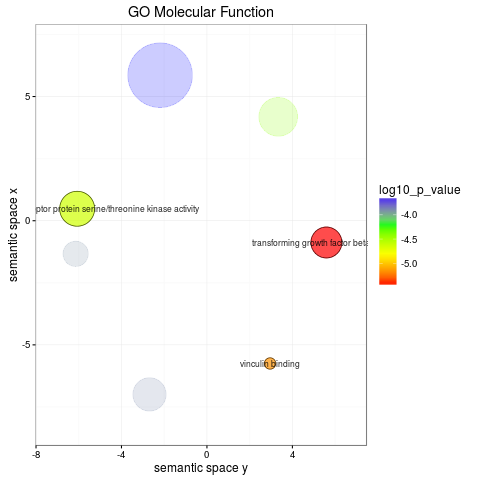 GO Molecular Function
log10_p_value
-4.0
-4.5
-5.0
semantic space x
5
0
-5
ptor protein serine/threonine kinase activity
transforming growth factor beta
vinculin binding
-8
-4
0
4
semantic space y